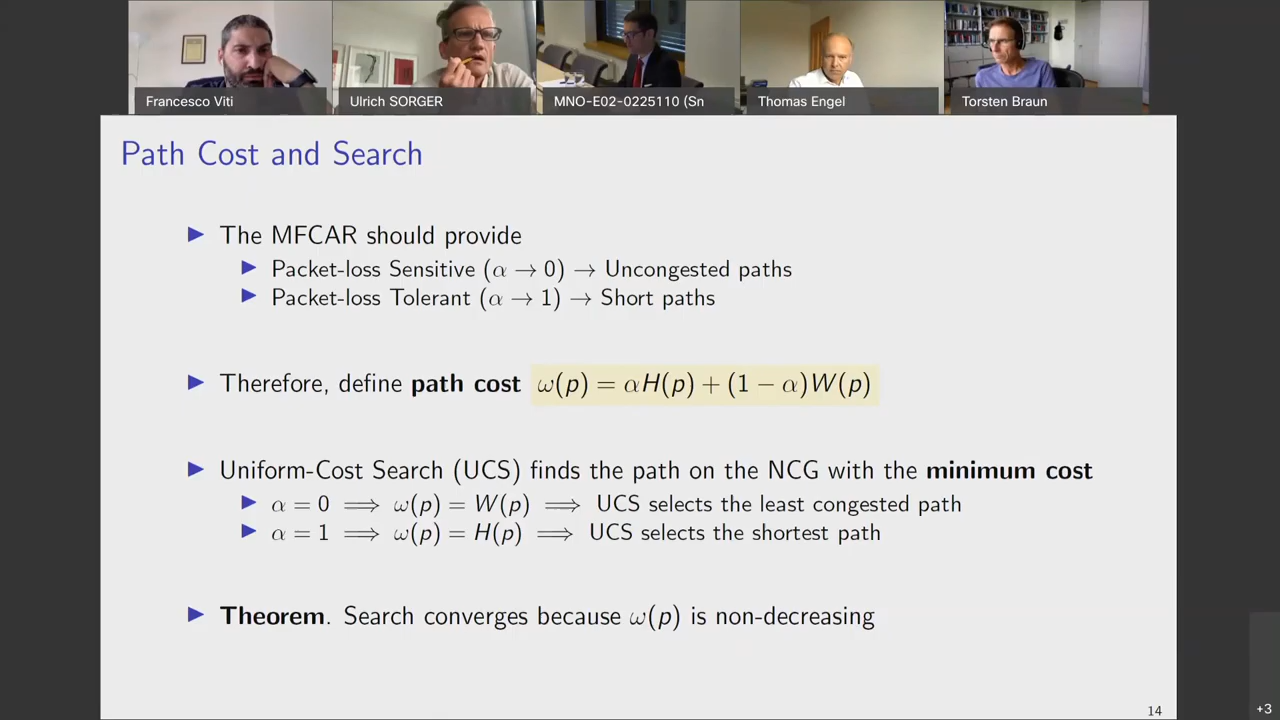 Francesco Viti
Ulrich SORGER
MNO-E02-0225110 (Sn
Thomas Engel
Torsten Braun
Path Cost and Search
▶ The MFCAR should provide
▶ Packet-loss Sensitive (α → 0) → Uncongested paths
▶ Packet-loss Tolerant (α → 1) → Short paths
▶ Therefore, define path cost ω(p) = αH(p) + (1 − α)W(p)
▶ Uniform-Cost Search (UCS) finds the path on the NCG with the minimum cost
▶ α = 0 ⟹ ω(p) = W(p) ⟹ UCS selects the least congested path
▶ α = 1 ⟹ ω(p) = H(p) ⟹ UCS selects the shortest path
▶ Theorem. Search converges because ω(p) is non-decreasing
14
+3